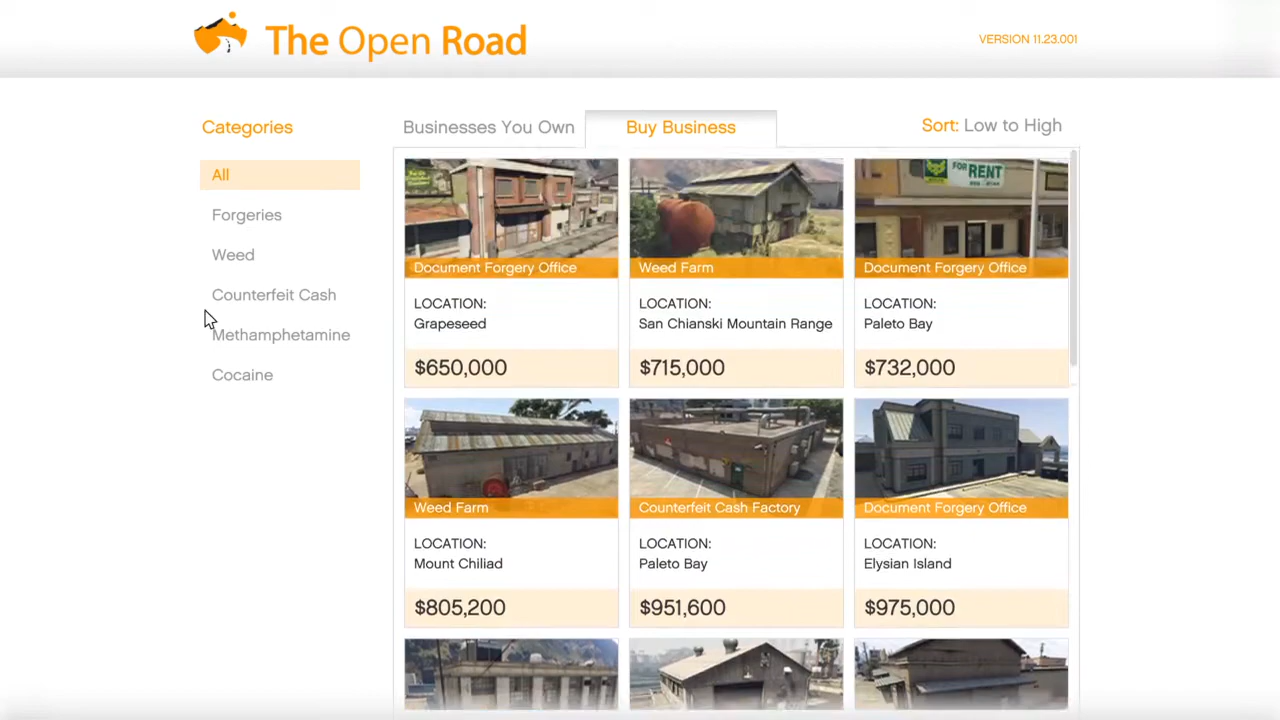 The Open Road
VERSION 11.23.001
Categories
All
Forgeries
Weed
Counterfeit Cash
Methamphetamine
Cocaine
Businesses You Own
Buy Business
Sort: Low to High
FOR RENT
Document Forgery Office
LOCATION:
Grapeseed
$650,000
Weed Farm
LOCATION:
San Chianski Mountain Range
$715,000
Document Forgery Office
LOCATION:
Paleto Bay
$732,000
Weed Farm
LOCATION:
Mount Chiliad
$805,200
Counterfeit Cash Factory
LOCATION:
Paleto Bay
$951,600
Document Forgery Office
LOCATION:
Elysian Island
$975,000